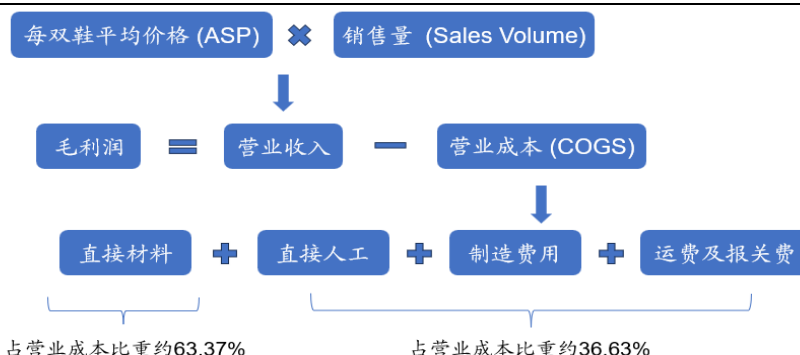 每双鞋平均价格 (ASP) ✖ 销售量 (Sales Volume)
毛利润 = 营业收入 — 营业成本 (COGS)
直接材料 + 直接人工 + 制造费用 + 运费及报关费
占营业成本比重约63.37% 占营业成本比重约36.63%